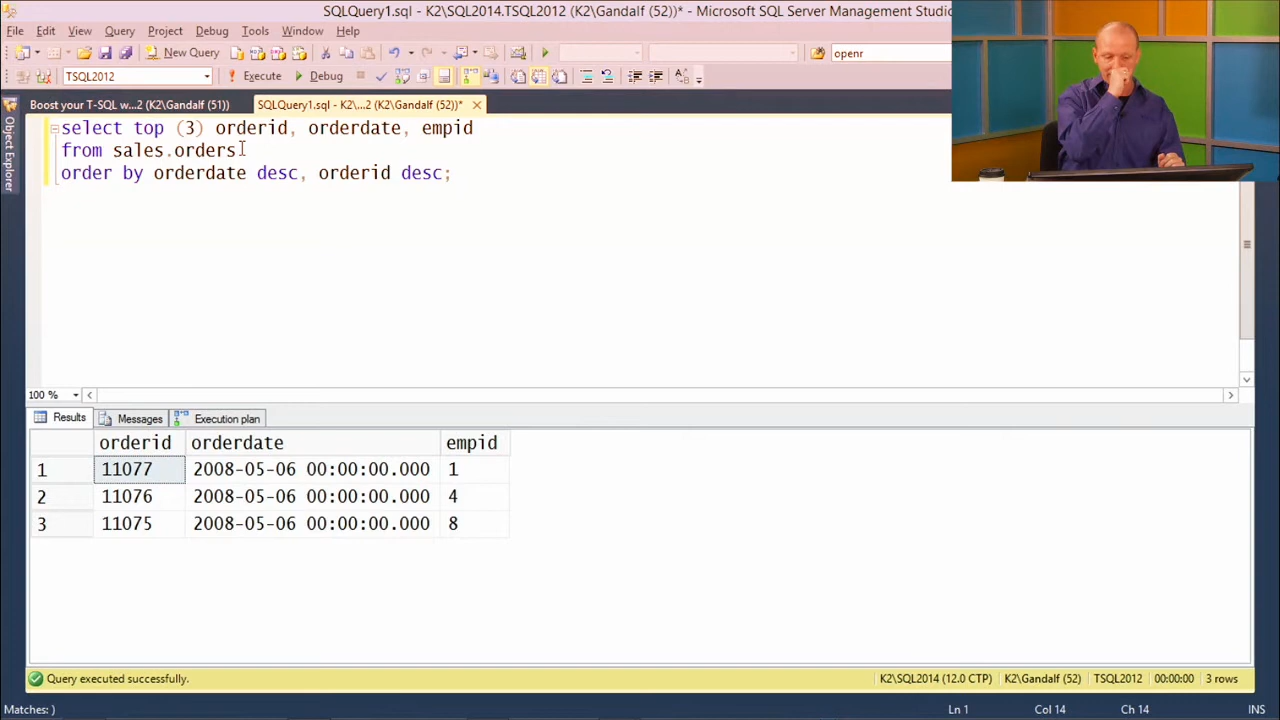 SQLQuery1.sql - K2\SQL2014.TSQL2012 (K2\Gandalf (52))* - Microsoft SQL Server Management Studio
File Edit View Query Project Debug Tools Window Help
New Query openr
TSQL2012 Execute Debug
Boost your T-SQL w...2 (K2\Gandalf (51)) SQLQuery1.sql - K2\...2 (K2\Gandalf (52))*
Object Explorer
select top (3) orderid, orderdate, empid
from sales.orders
order by orderdate desc, orderid desc;
100 %
Results Messages Execution plan
orderid orderdate empid
1 11077 2008-05-06 00:00:00.000 1
2 11076 2008-05-06 00:00:00.000 4
3 11075 2008-05-06 00:00:00.000 8
Query executed successfully. K2\SQL2014 (12.0 CTP) K2\Gandalf (52) TSQL2012 00:00:00 3 rows
Matches: ) Ln 1 Col 14 Ch 14 INS